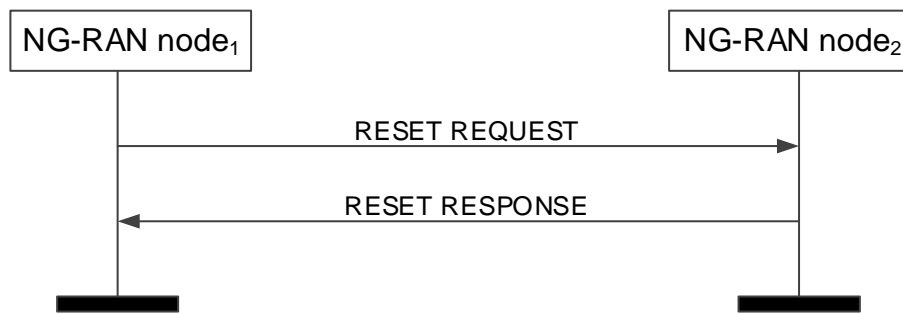 NG-RAN node₁
NG-RAN node₂
RESET REQUEST
RESET RESPONSE